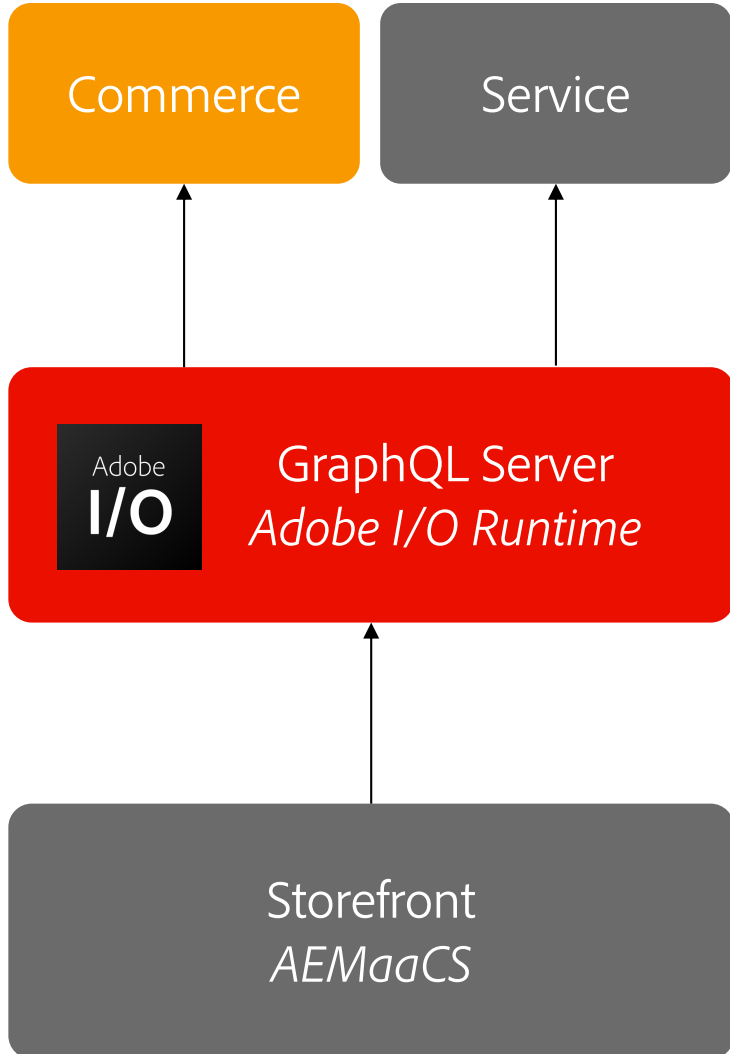 Commerce
Service
Adobe
I/O
GraphQL Server
Adobe I/O Runtime
Storefront
AEMaaCS